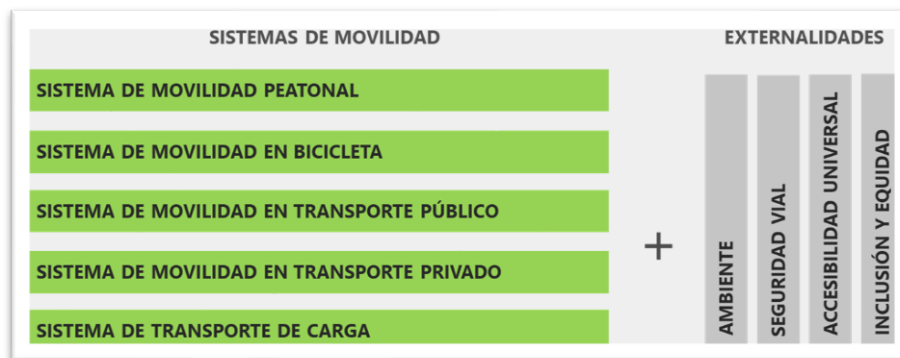 SISTEMAS DE MOVILIDAD
SISTEMA DE MOVILIDAD PEATONAL
SISTEMA DE MOVILIDAD EN BICICLETA
SISTEMA DE MOVILIDAD EN TRANSPORTE PÚBLICO
SISTEMA DE MOVILIDAD EN TRANSPORTE PRIVADO
SISTEMA DE TRANSPORTE DE CARGA
+
EXTERNALIDADES
AMBIENTE
SEGURIDAD VIAL
ACCESIBILIDAD UNIVERSAL
INCLUSIÓN Y EQUIDAD